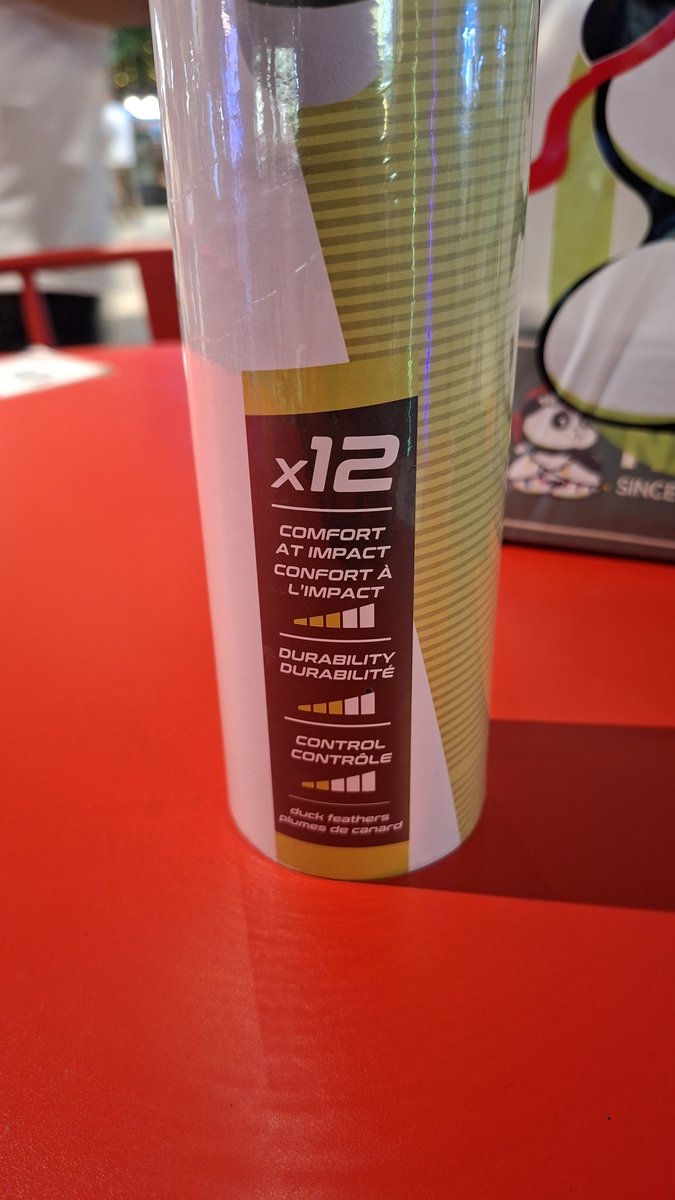 x12
COMFORT
AT IMPACT
CONFORT À
L'IMPACT
DURABILITY
DURABILITÉ
CONTROL
CONTRÔLE
duck feathers
plumes de canard
SINCE